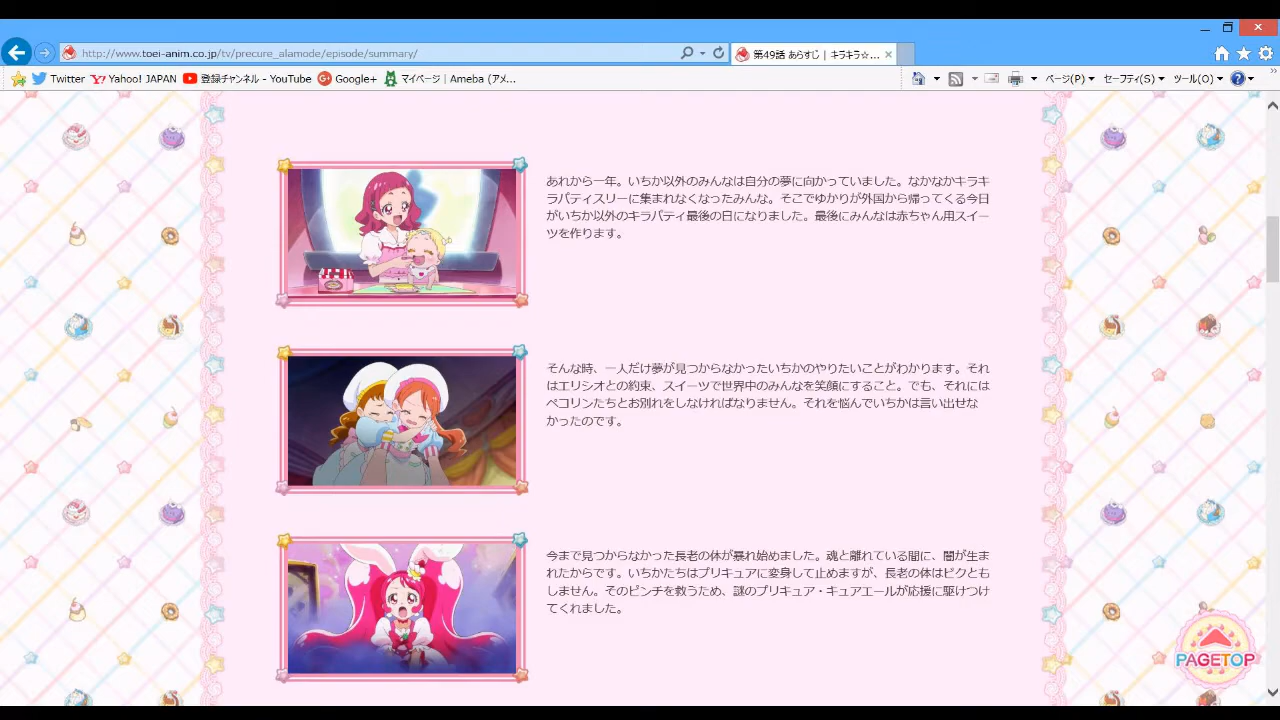 http://www.toei-anim.co.jp/tv/precure_alamode/episode/summary/
第49話 あらすじ | キラキラ☆...
Twitter Yahoo! JAPAN 登録チャンネル - YouTube Google+ マイページ | Ameba (アメ...
ページ(P) セーフティ(S) ツール(O)
あれから一年。いちか以外のみんなは自分の夢に向かっていました。なかなかキラキ
ラパティスリーに集まれなくなったみんな。そこでゆかりが外国から帰ってくる今日
がいちか以外のキラパティ最後の日になりました。最後にみんなは赤ちゃん用スイー
ツを作ります。
そんな時、一人だけ夢が見つからなかったいちかのやりたいことがわかります。それ
はエリシオとの約束、スイーツで世界中のみんなを笑顔にすること。でも、それには
ペコリンたちとお別れをしなければなりません。それを悩んでいちかは言い出せな
かったのです。
今まで見つからなかった長老の体が暴れ始めました。魂と離れている間に、闇が生ま
れたからです。いちかたちはプリキュアに変身して止めますが、長老の体はビクとも
しません。そのピンチを救うため、謎のプリキュア・キュアエールが応援に駆けつけ
てくれました。
PAGETOP